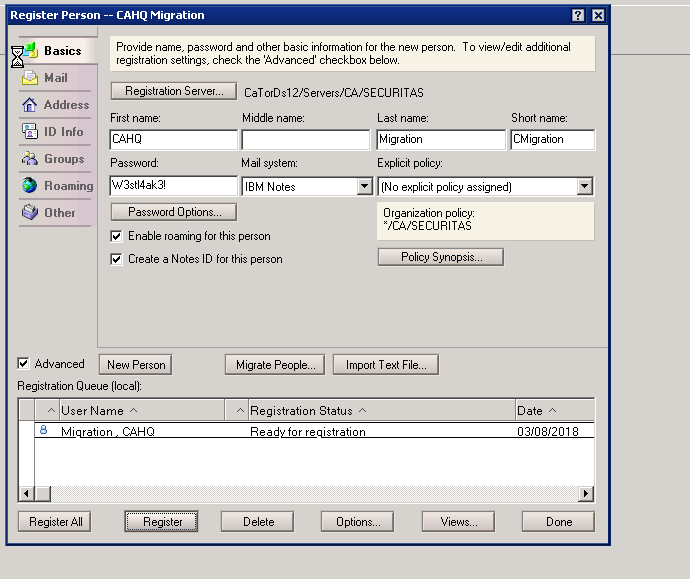 Register Person -- CAHQ Migration
Basics
Mail
Address
ID Info
Groups
Roaming
Other
Provide name, password and other basic information for the new person. To view/edit additional
registration settings, check the 'Advanced' checkbox below.
Registration Server...
CaTorDs12/Servers/CA/SECURITAS
First name: Middle name: Last name: Short name:
CAHQ Migration CMigration
Password: Mail system: Explicit policy:
W3stl4ak3! IBM Notes (No explicit policy assigned)
Password Options...
Organization policy:
*/CA/SECURITAS
Enable roaming for this person
Create a Notes ID for this person
Policy Synopsis...
Advanced New Person Migrate People... Import Text File...
Registration Queue (local):
User Name Registration Status Date
Migration , CAHQ Ready for registration 03/08/2018
Register All Register Delete Options... Views... Done